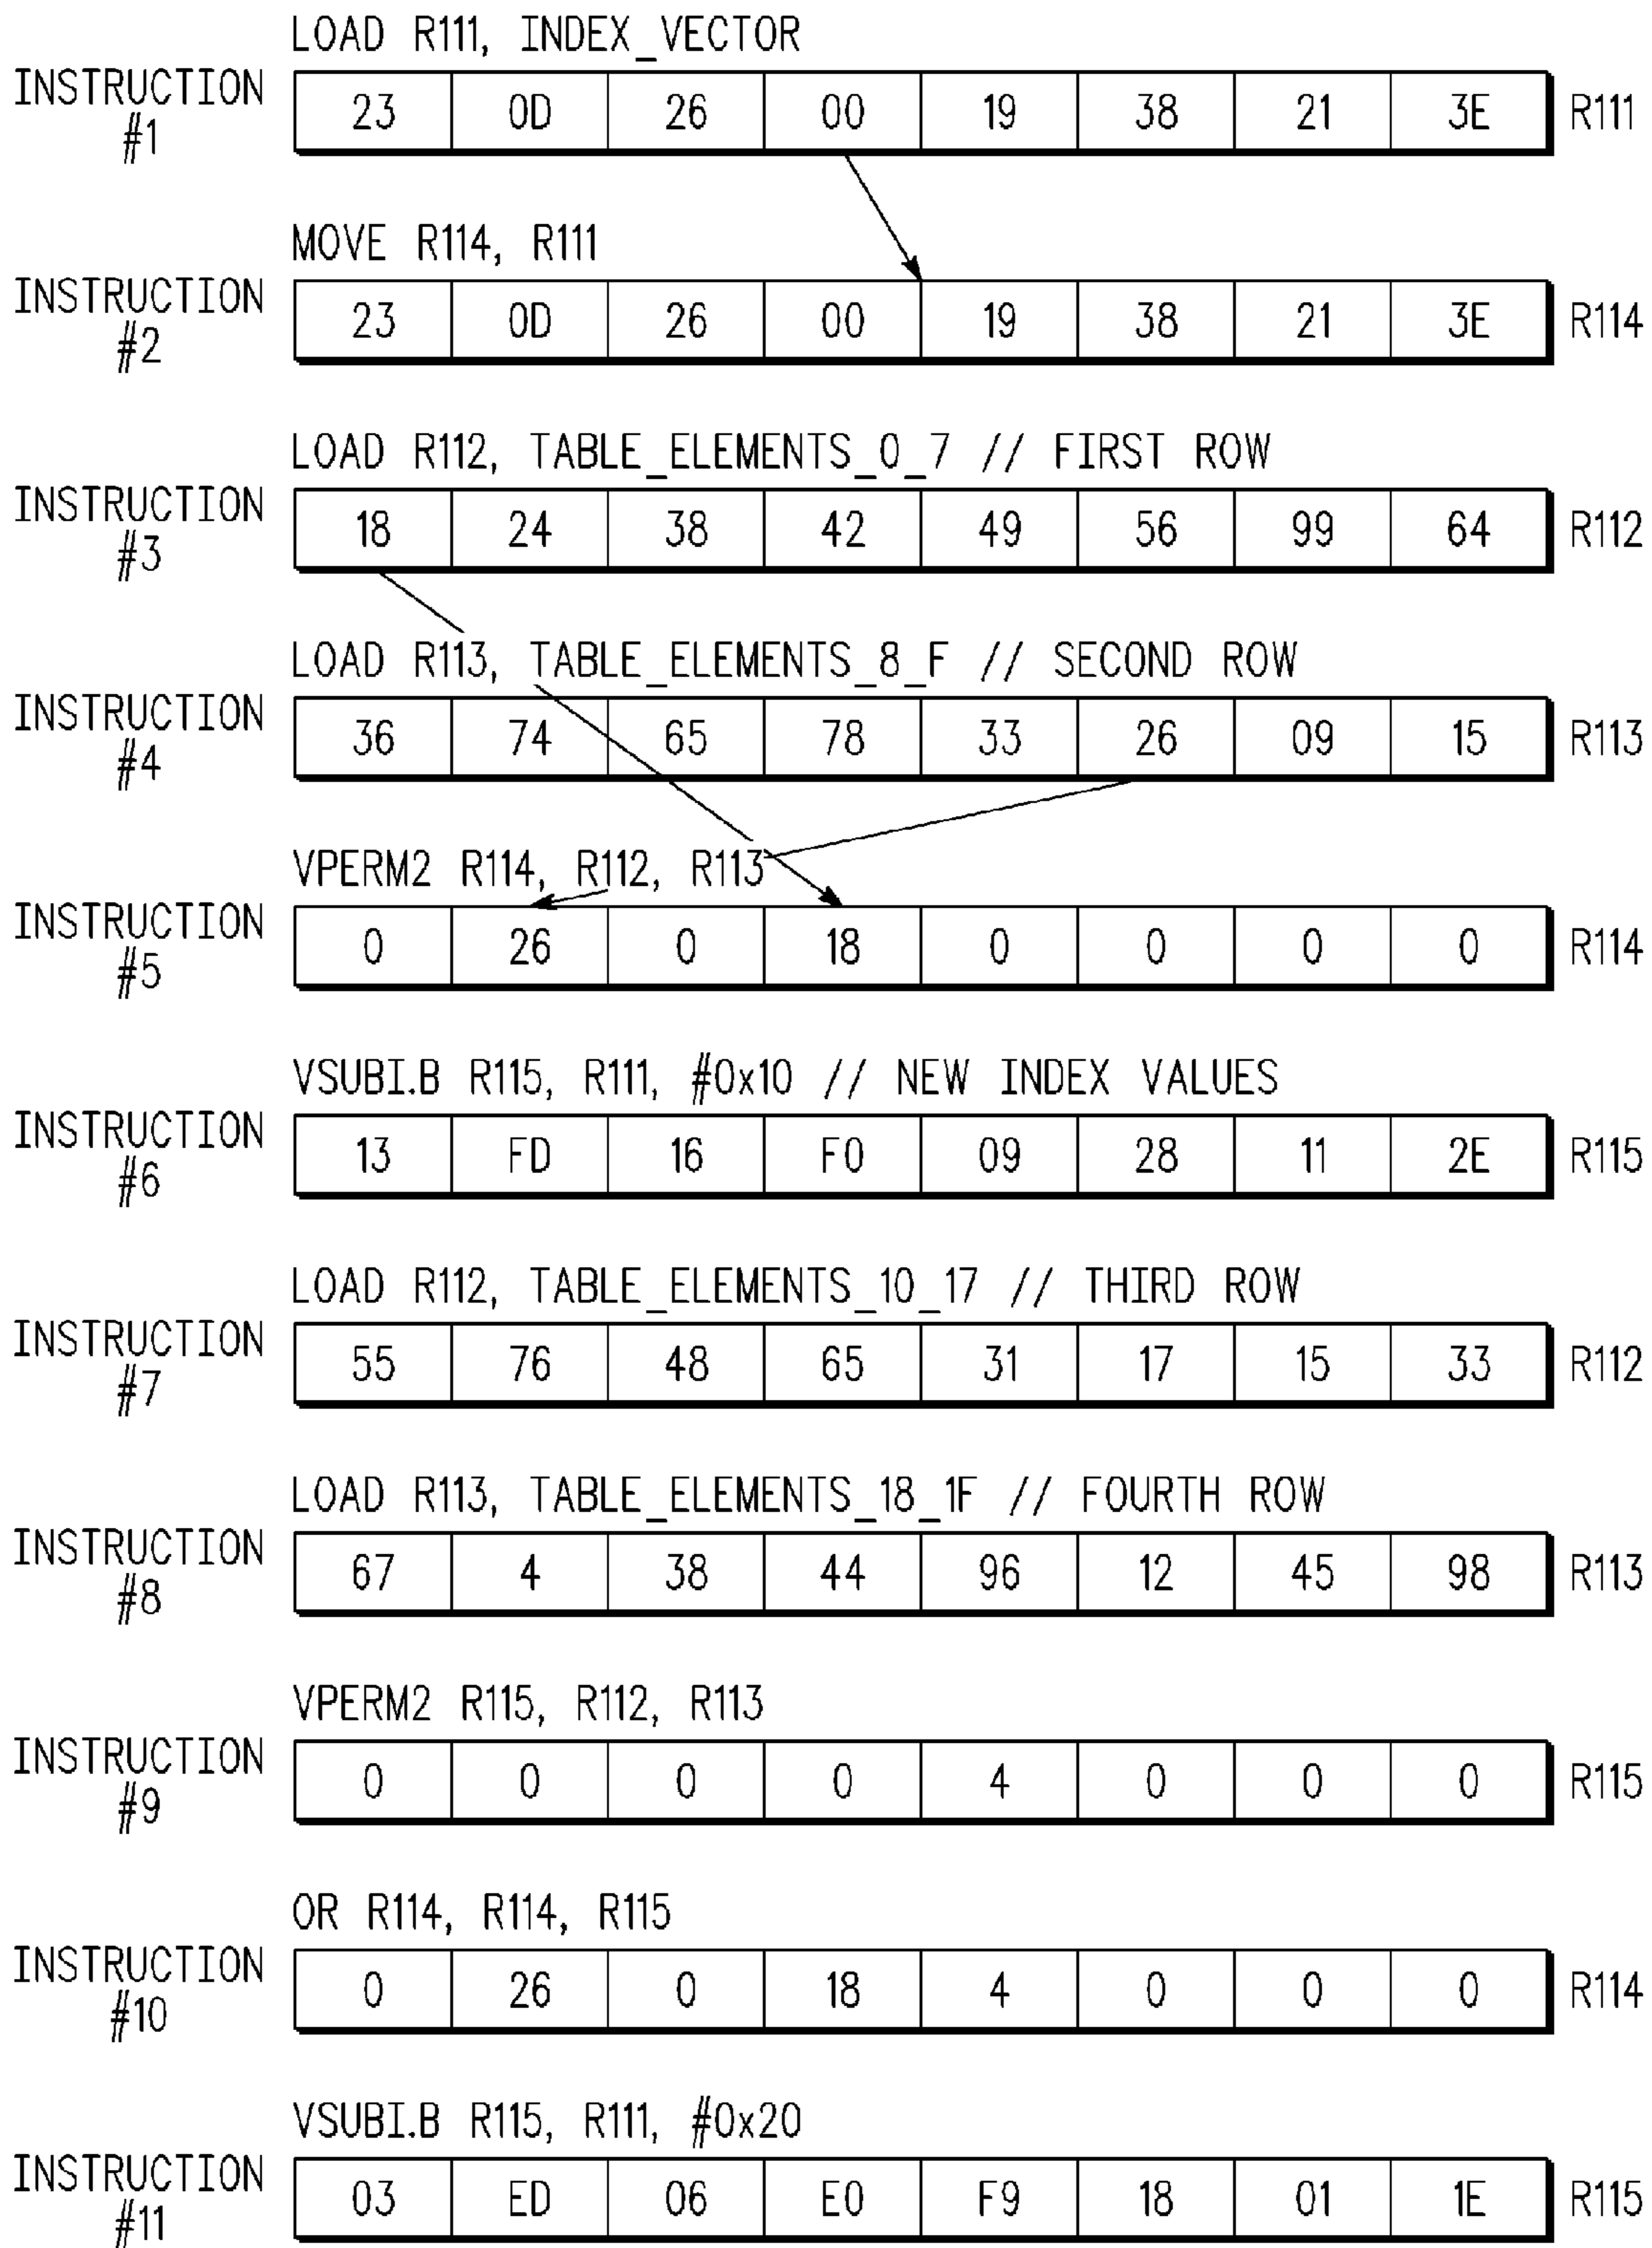 LOAD R111, INDEX_VECTOR
INSTRUCTION #1 23 0D 26 00 19 38 21 3E R111
MOVE R114, R111
INSTRUCTION #2 23 0D 26 00 19 38 21 3E R114
LOAD R112, TABLE_ELEMENTS_0_7 // FIRST ROW
INSTRUCTION #3 18 24 38 42 49 56 99 64 R112
LOAD R113, TABLE_ELEMENTS_8_F // SECOND ROW
INSTRUCTION #4 36 74 65 78 33 26 09 15 R113
VPERM2 R114, R112, R113
INSTRUCTION #5 0 26 0 18 0 0 0 0 R114
VSUBI.B R115, R111, #0x10 // NEW INDEX VALUES
INSTRUCTION #6 13 FD 16 F0 09 28 11 2E R115
LOAD R112, TABLE_ELEMENTS_10_17 // THIRD ROW
INSTRUCTION #7 55 76 48 65 31 17 15 33 R112
LOAD R113, TABLE_ELEMENTS_18_1F // FOURTH ROW
INSTRUCTION #8 67 4 38 44 96 12 45 98 R113
VPERM2 R115, R112, R113
INSTRUCTION #9 0 0 0 0 4 0 0 0 R115
OR R114, R114, R115
INSTRUCTION #10 0 26 0 18 4 0 0 0 R114
VSUBI.B R115, R111, #0x20
INSTRUCTION #11 03 ED 06 E0 F9 18 01 1E R115